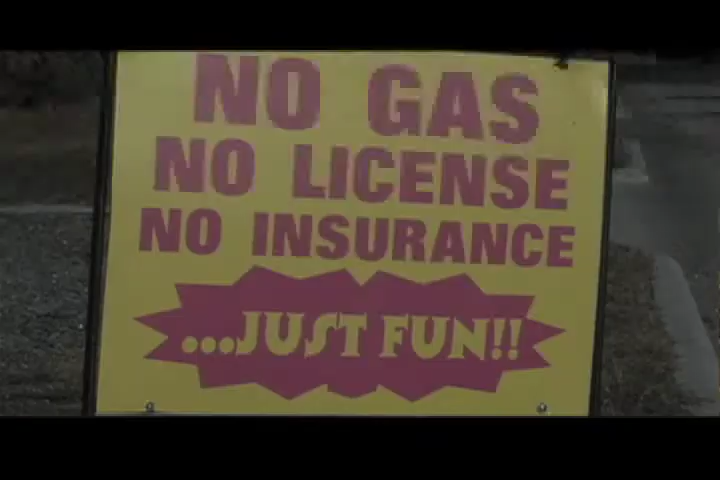 NO GAS
NO LICENSE
NO INSURANCE
...JUST FUN!!